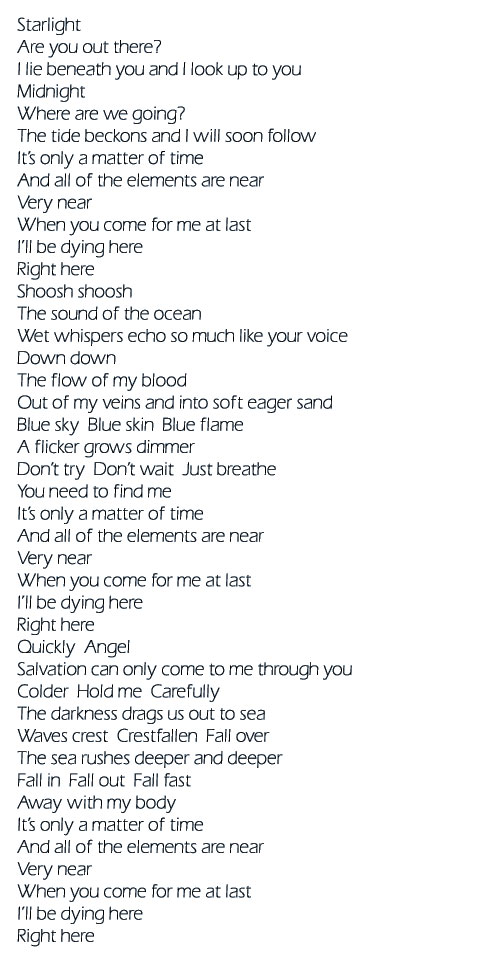 Starlight
Are you out there?
I lie beneath you and I look up to you
Midnight
Where are we going?
The tide beckons and I will soon follow
It's only a matter of time
And all of the elements are near
Very near
When you come for me at last
I'll be dying here
Right here
Shoosh shoosh
The sound of the ocean
Wet whispers echo so much like your voice
Down down
The flow of my blood
Out of my veins and into soft eager sand
Blue sky  Blue skin  Blue flame
A flicker grows dimmer
Don't try  Don't wait  Just breathe
You need to find me
It's only a matter of time
And all of the elements are near
Very near
When you come for me at last
I'll be dying here
Right here
Quickly  Angel
Salvation can only come to me through you
Colder  Hold me  Carefully
The darkness drags us out to sea
Waves crest  Crestfallen  Fall over
The sea rushes deeper and deeper
Fall in  Fall out  Fall fast
Away with my body
It's only a matter of time
And all of the elements are near
Very near
When you come for me at last
I'll be dying here
Right here